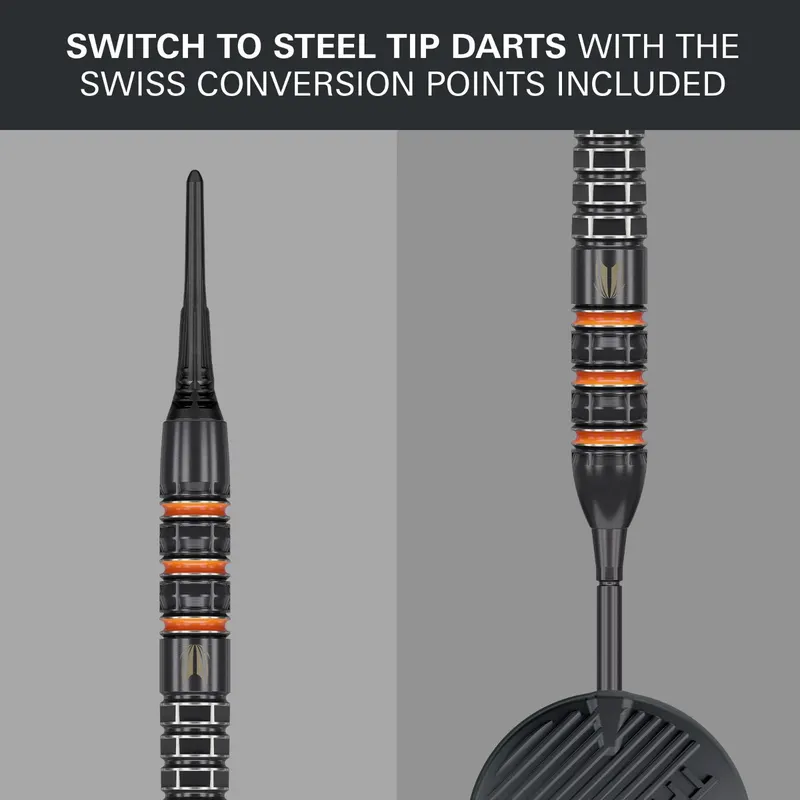 SWITCH TO STEEL TIP DARTS WITH THE
SWISS CONVERSION POINTS INCLUDED